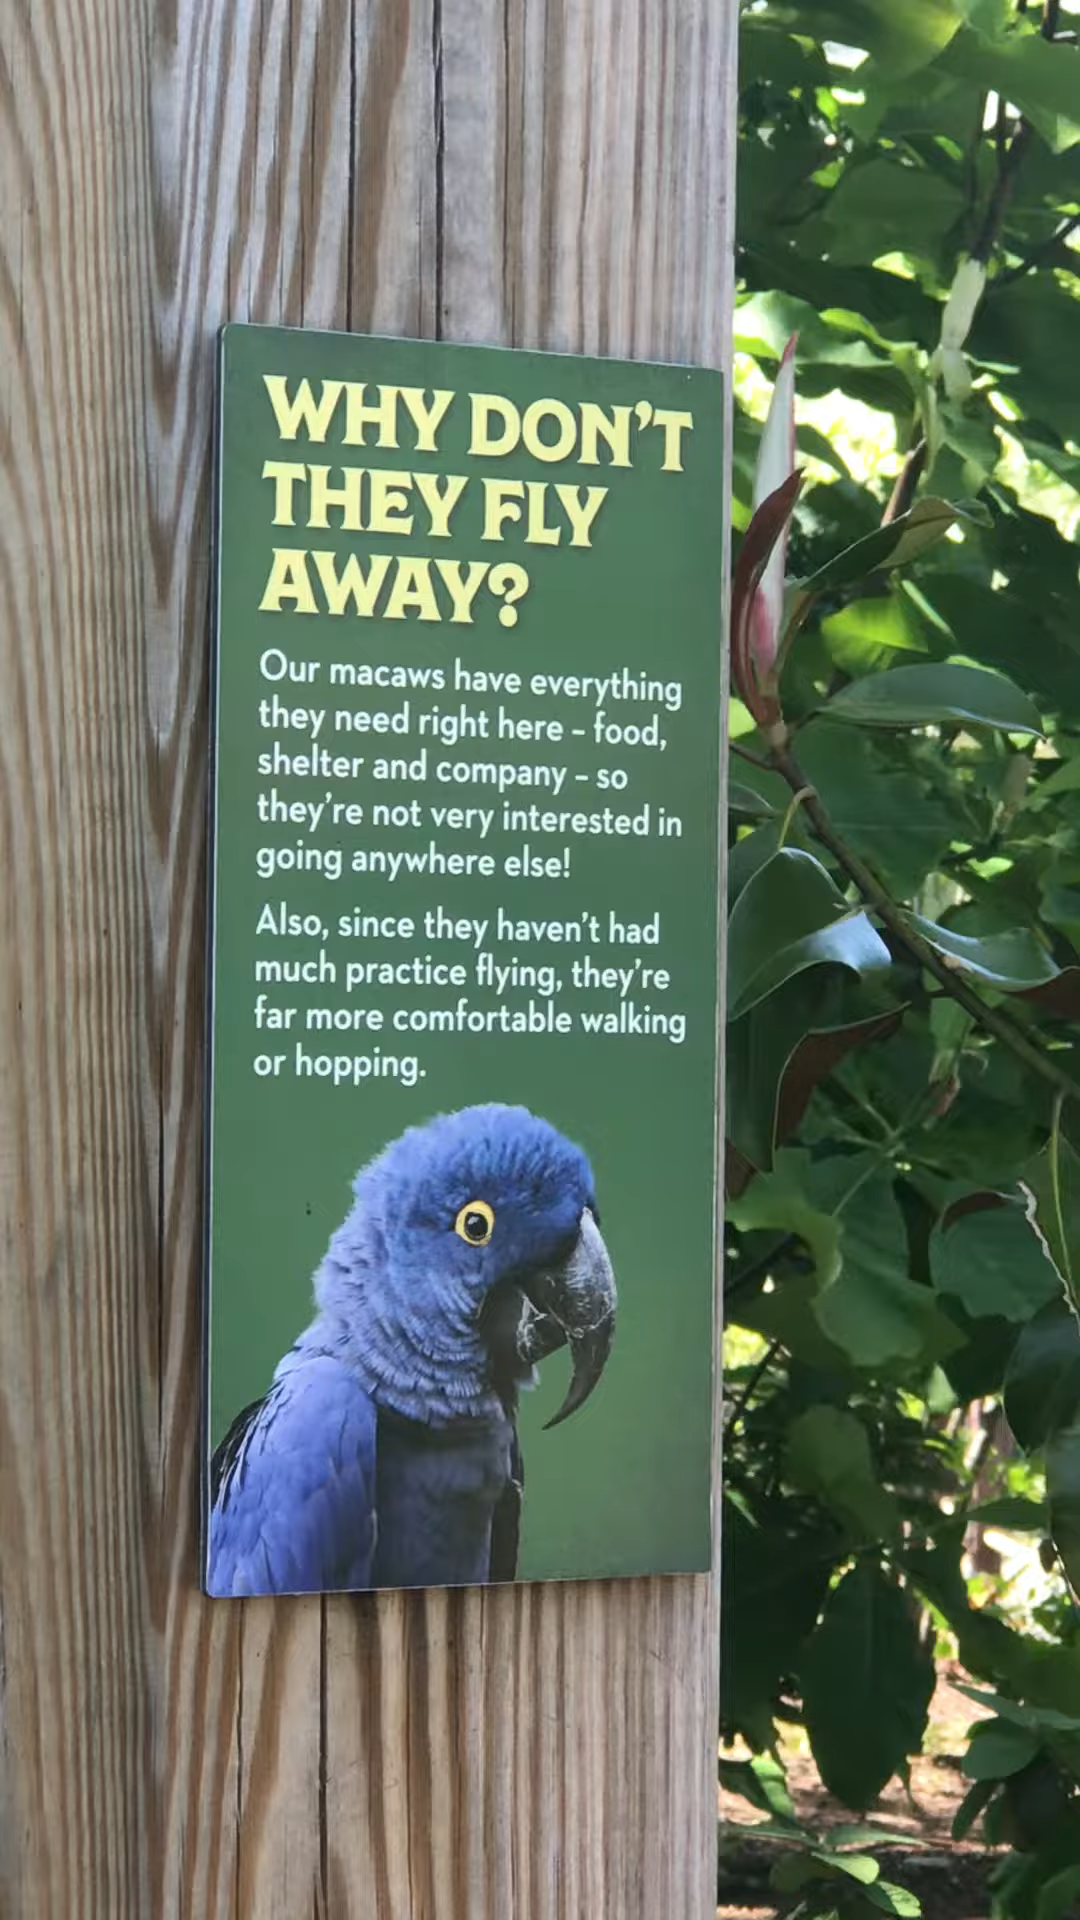 WHY DON'T
THEY FLY
AWAY?
Our macaws have everything
they need right here – food,
shelter and company – so
they're not very interested in
going anywhere else!
Also, since they haven't had
much practice flying, they're
far more comfortable walking
or hopping.